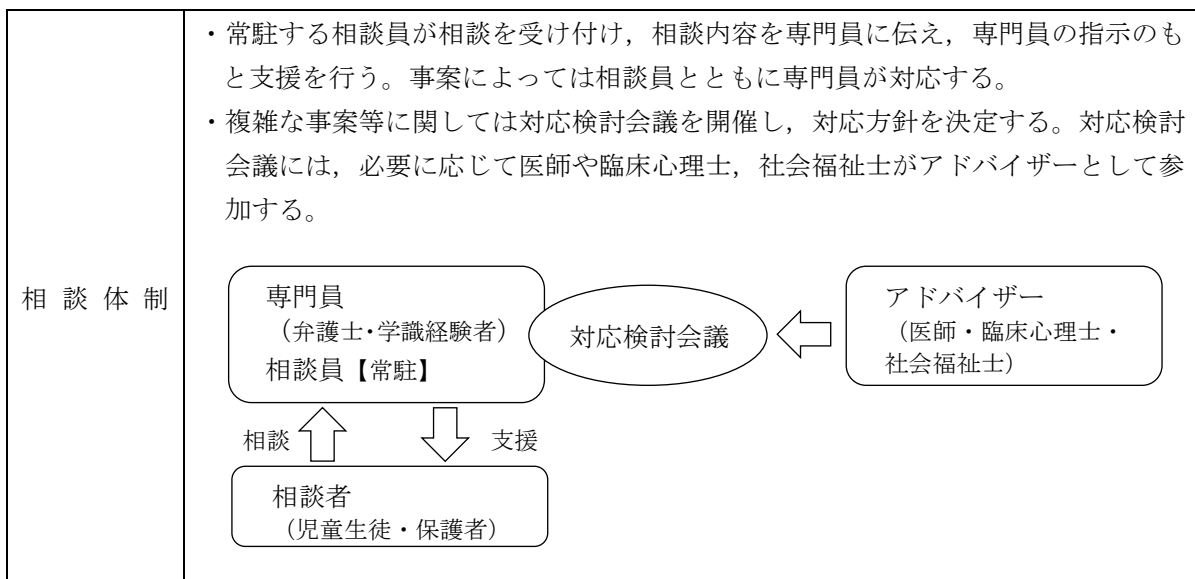 ・常駐する相談員が相談を受け付け，相談内容を専門員に伝え，専門員の指示のも
と支援を行う。事案によっては相談員とともに専門員が対応する。
・複雑な事案等に関しては対応検討会議を開催し，対応方針を決定する。対応検討
会議には，必要に応じて医師や臨床心理士，社会福祉士がアドバイザーとして参
加する。
相談体制
専門員
（弁護士・学識経験者）
相談員【常駐】
対応検討会議
アドバイザー
（医師・臨床心理士・
社会福祉士）
相談
支援
相談者
（児童生徒・保護者）